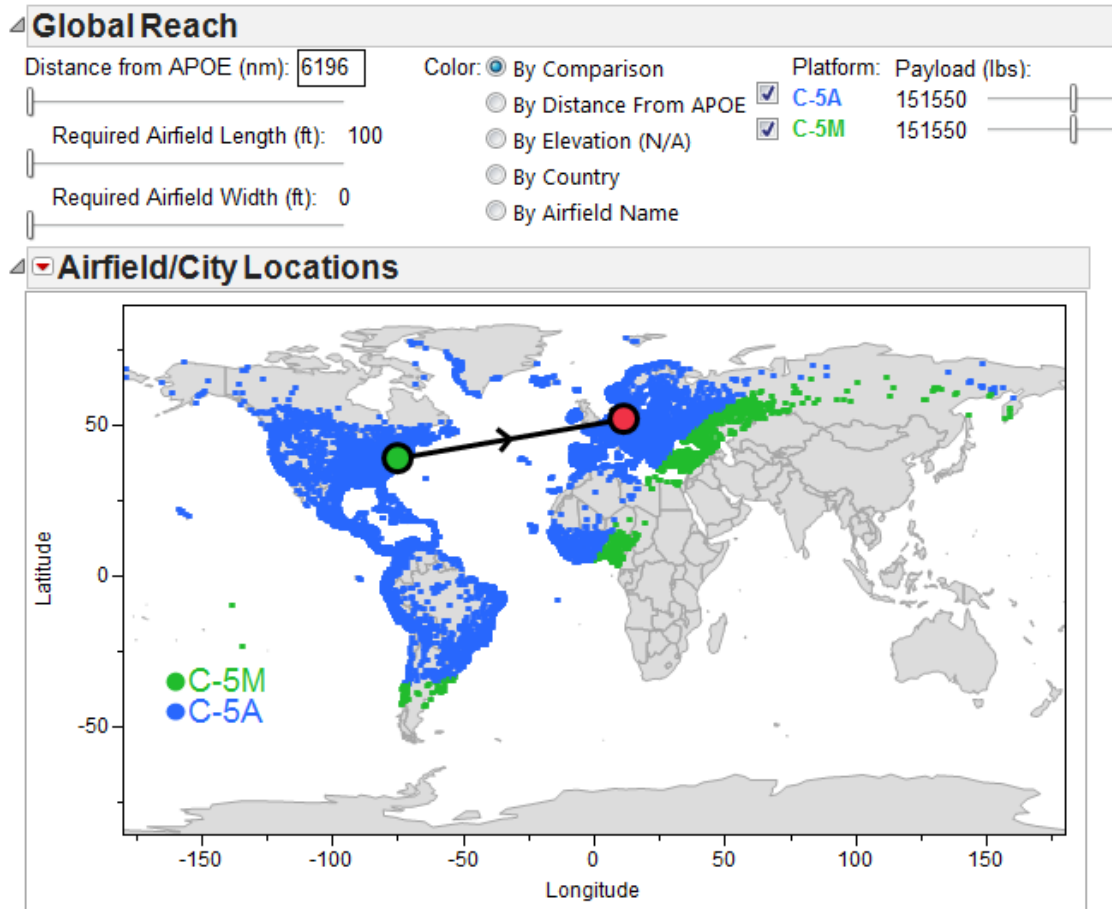 Global Reach
Distance from APOE (nm): 6196
Required Airfield Length (ft): 100
Required Airfield Width (ft): 0
Color:
By Comparison
By Distance From APOE
By Elevation (N/A)
By Country
By Airfield Name
Platform: Payload (lbs):
C-5A 151550
C-5M 151550
Airfield/City Locations
Latitude
50
0
-50
C-5M
C-5A
-150 -100 -50 0 50 100 150
Longitude